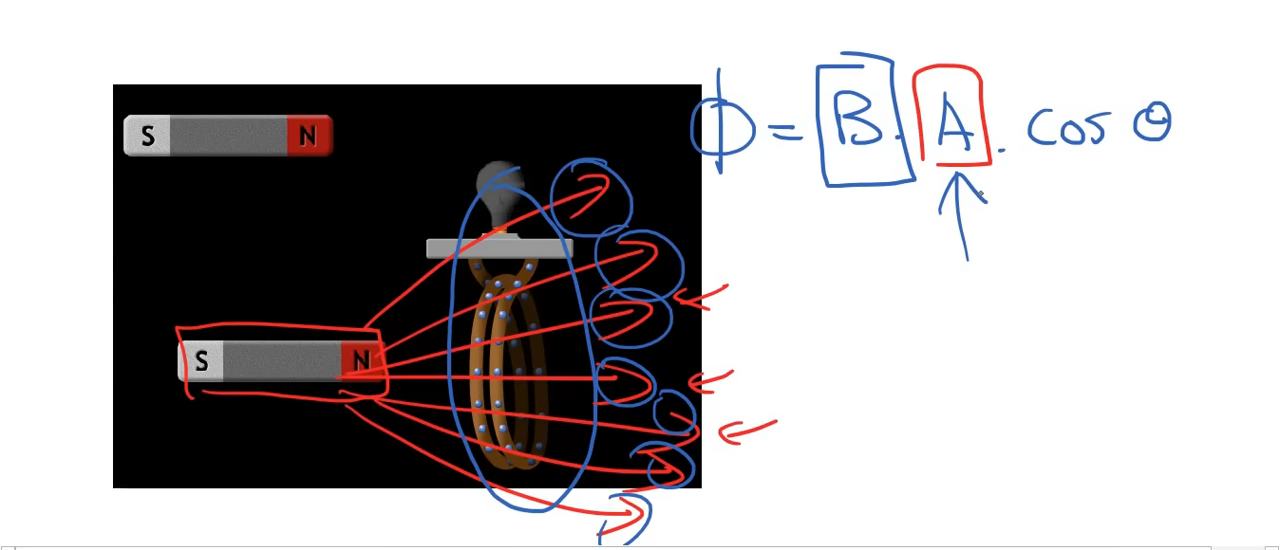 S N
Φ = B . A . cos θ
S N